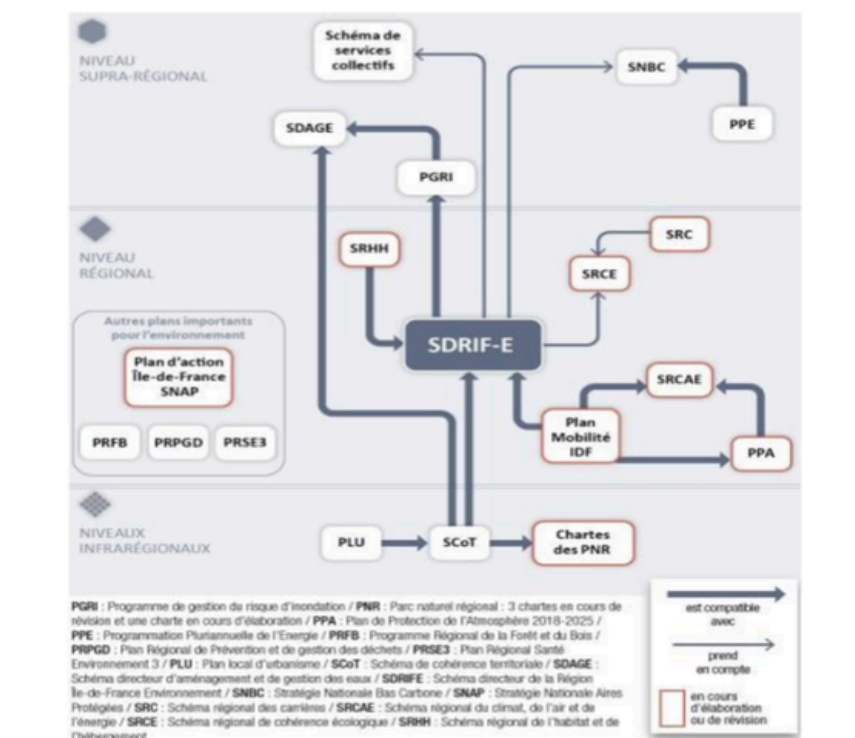 NIVEAU
SUPRA-RÉGIONAL
Schéma de
services
collectifs
SNBC
PPE
SDAGE
PGRI
NIVEAU
RÉGIONAL
SRHH
SRC
SRCE
Autres plans importants
pour l'environnement
Plan d'action
Île-de-France
SNAP
PRFB
PRPGD
PRSE3
SDRIF-E
SRCAE
Plan
Mobilité
IDF
PPA
NIVEAUX
INFRARÉGIONAUX
PLU
SCoT
Chartes
des PNR
PGRI : Programme de gestion du risque d'inondation / PNR : Parc naturel régional : 3 chartes en cours de
révision et une charte en cours d'élaboration / PPA : Plan de Protection de l'Atmosphère 2018-2025 /
PPE : Programmation Pluriannuelle de l'Energie / PRFB : Programme Régional de la Forêt et du Bois /
PRPGD : Plan Régional de Prévention et de gestion des déchets / PRSE3 : Plan Régional Santé
Environnement 3 / PLU : Plan local d'urbanisme / SCoT : Schéma de cohérence territoriale / SDAGE :
Schéma directeur d'aménagement et de gestion des eaux / SDRIFE : Schéma directeur de la Région
Île-de-France Environnement / SNBC : Stratégie Nationale Bas Carbone / SNAP : Stratégie Nationale Aires
Protégées / SRC : Schéma régional des carrières / SRCAE : Schéma régional du climat, de l'air et de
l'énergie / SRCE : Schéma régional de cohérence écologique / SRHH : Schéma régional de l'habitat et de
l'hébergement
est compatible
avec
prend
en compte
en cours
d'élaboration
ou de révision